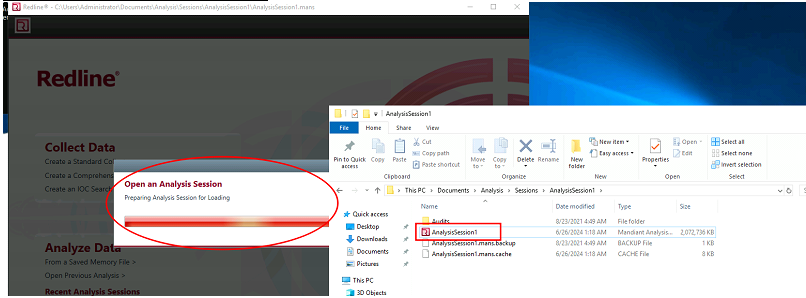 Redline® - C:\Users\Administrator\Documents\Analysis\Sessions\AnalysisSession1\AnalysisSession1.mans
Redline®
Collect Data
Create a Standard Co
Create a Comprehens
Create an IOC Search
Open an Analysis Session
Preparing Analysis Session for Loading
Analyze Data
From a Saved Memory File >
Open Previous Analysis >
Recent Analysis Sessions
AnalysisSession1
File
Home
Share
View
Pin to Quick access
Copy
Paste
Cut
Copy path
Paste shortcut
Clipboard
Move to
Copy to
Delete
Rename
Organize
New folder
New item
Easy access
New
Properties
Open
Edit
Open
Select all
Select none
Invert selection
Select
This PC > Documents > Analysis > Sessions > AnalysisSession1 >
Quick access
Desktop
Downloads
Documents
Pictures
This PC
3D Objects
Name Date modified Type Size
Audits 8/23/2021 4:49 AM File folder
AnalysisSession1 6/26/2024 1:18 AM Mandiant Analysis... 2,072,736 KB
AnalysisSession1.mans.backup 8/23/2021 4:49 AM BACKUP File 1 KB
AnalysisSession1.mans.cache 6/26/2024 1:18 AM CACHE File 8 KB